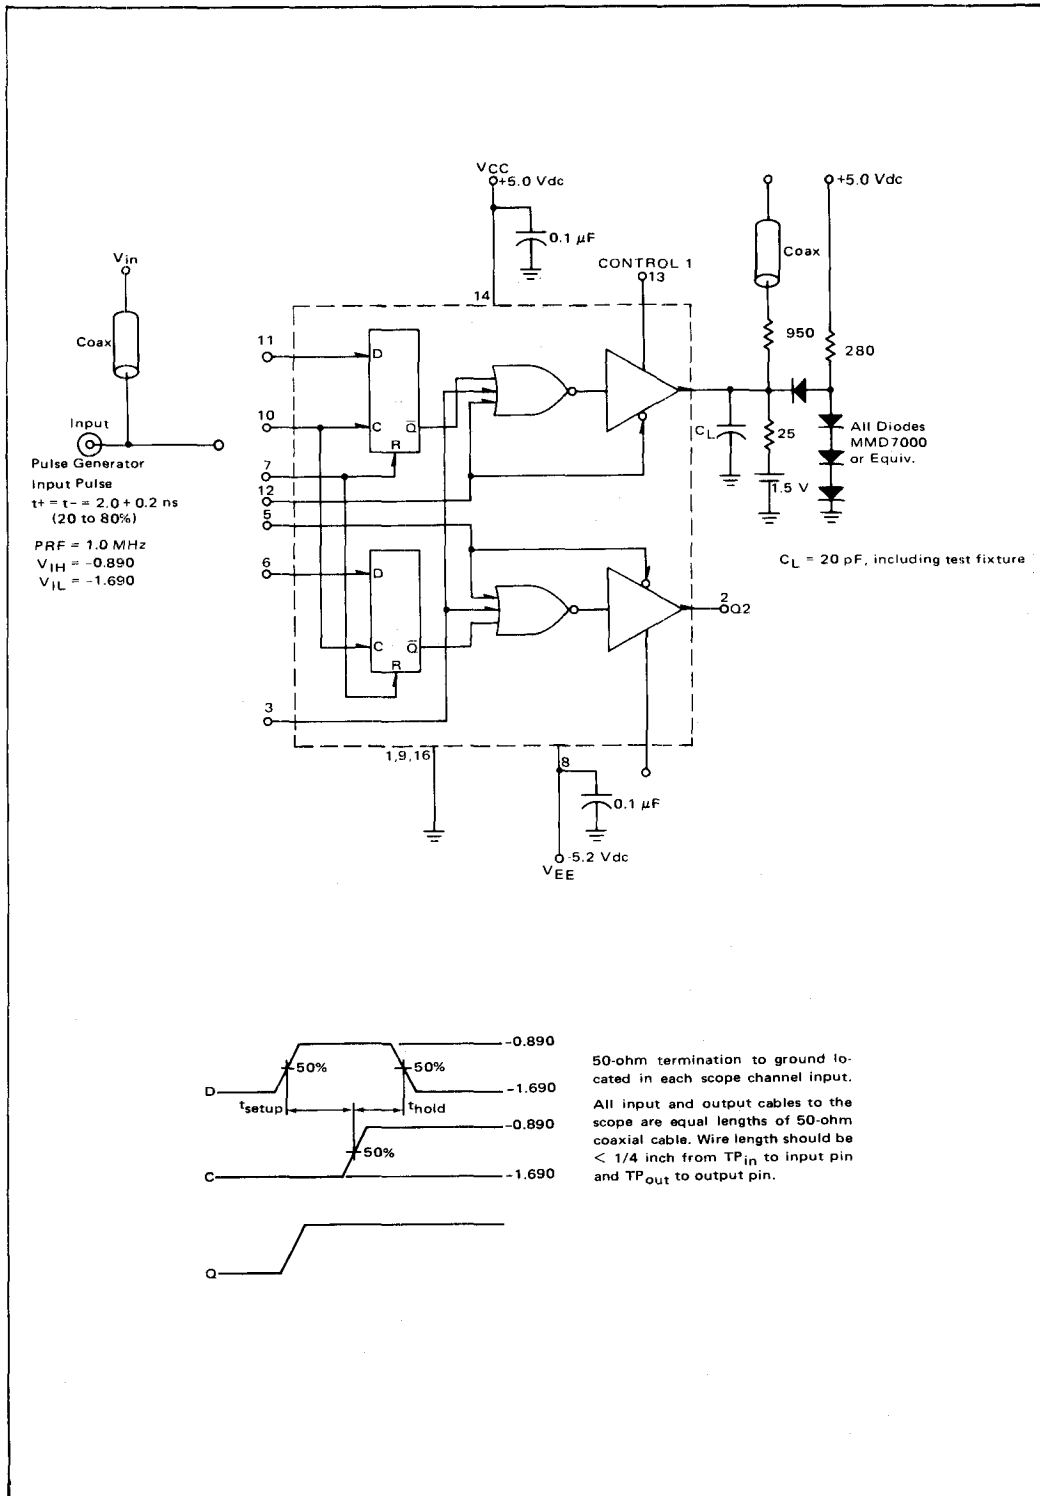 VCC
+5.0 Vdc
+5.0 Vdc
0.1 µF
Coax
Vin
CONTROL 1
13
14
Coax
950
280
11
D
10
C
Q̅
R
Input
CL
25
All Diodes
MMD7000
or Equiv.
7
Pulse Generator
Input Pulse
t+ = t– = 2.0 + 0.2 ns
(20 to 80%)
12
1.5 V
5
PRF = 1.0 MHz
VIH = -0.890
VIL = -1.690
6
D
CL = 20 pF, including test fixture
2
Q2
C
Q̅
R
3
1,9,16
8
0.1 µF
-5.2 Vdc
VEE
-0.890
50%
50%
D
-1.690
tsetup
thold
-0.890
50%
C
-1.690
Q
50-ohm termination to ground lo-
cated in each scope channel input.
All input and output cables to the
scope are equal lengths of 50-ohm
coaxial cable. Wire length should be
< 1/4 inch from TPin to input pin
and TPout to output pin.